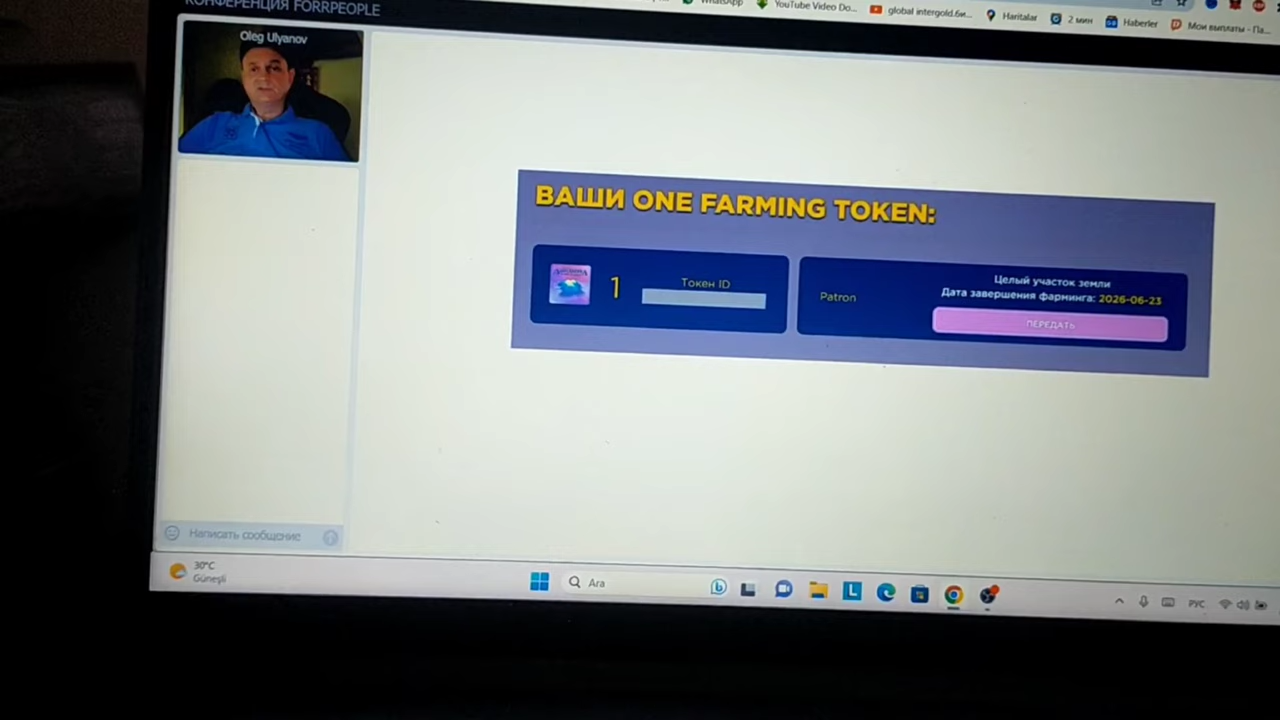 КОНФЕРЕНЦИЯ FORRPEOPLE
WhatsApp
YouTube Video Do...
global intergold.би...
Haritalar
2 мин
Haberler
Мои выплаты - Па...
Oleg Ulyanov
ВАШИ ONE FARMING TOKEN:
1
Токен ID
Patron
Целый участок земли
Дата завершения фарминга: 2026-06-23
ПЕРЕДАТЬ
Написать сообщение
30°C
Güneşli
Ara
L
РУС